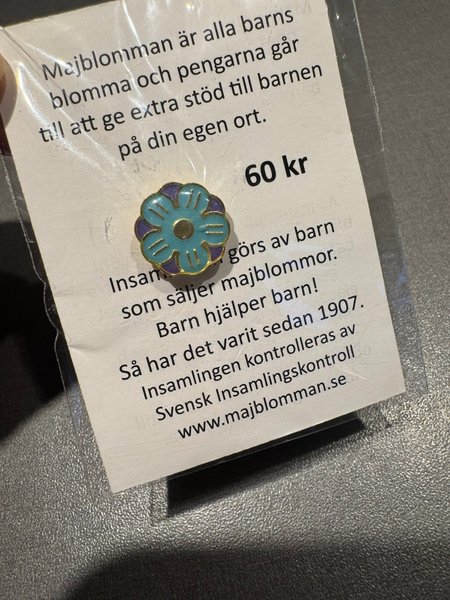 Majblomman är alla barns
blomma och pengarna går
till att ge extra stöd till barnen
på din egen ort.
60 kr
görs av barn
som säljer majblommor.
Barn hjälper barn!
Så har det varit sedan 1907.
Insamlingen kontrolleras av
Svensk Insamlingskontroll
www.majblomman.se